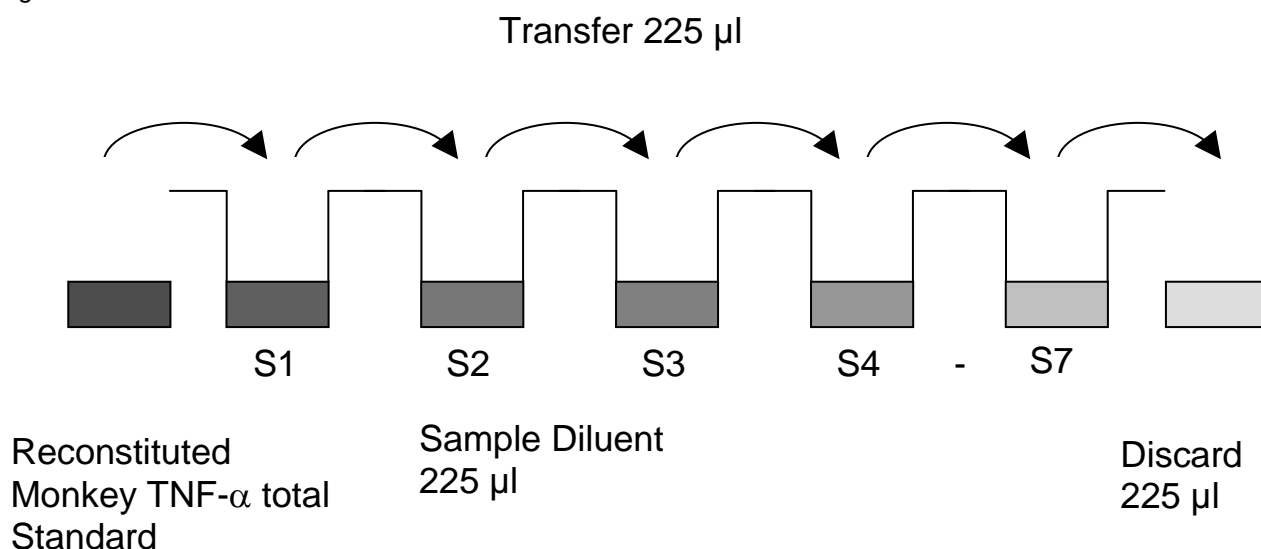 Transfer 225 µl
S1 S2 S3 S4 - S7
Reconstituted
Monkey TNF-α total
Standard
Sample Diluent
225 µl
Discard
225 µl